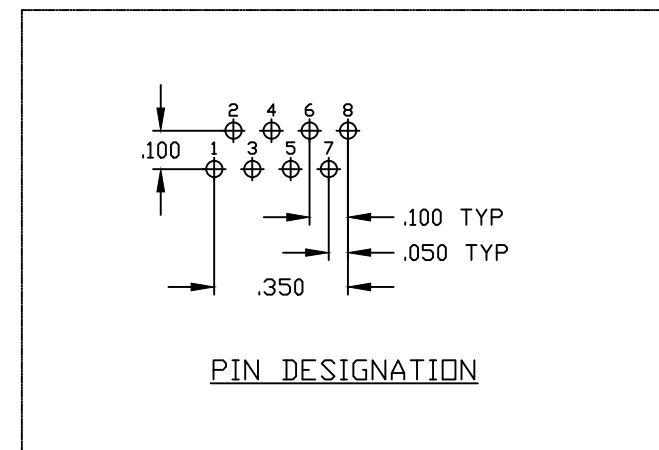 2 4 6 8
.100 1 3 5 7
.100 TYP
.050 TYP
.350
PIN DESIGNATION